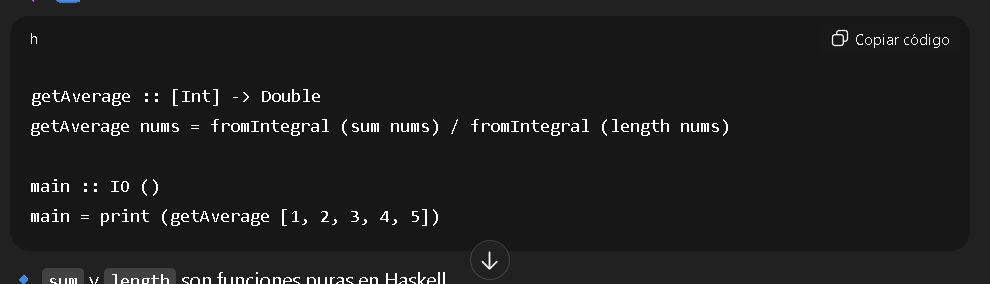 h
Copiar código
getAverage :: [Int] -> Double
getAverage nums = fromIntegral (sum nums) / fromIntegral (length nums)
main :: IO ()
main = print (getAverage [1, 2, 3, 4, 5])
sum y length son funciones puras en Haskell